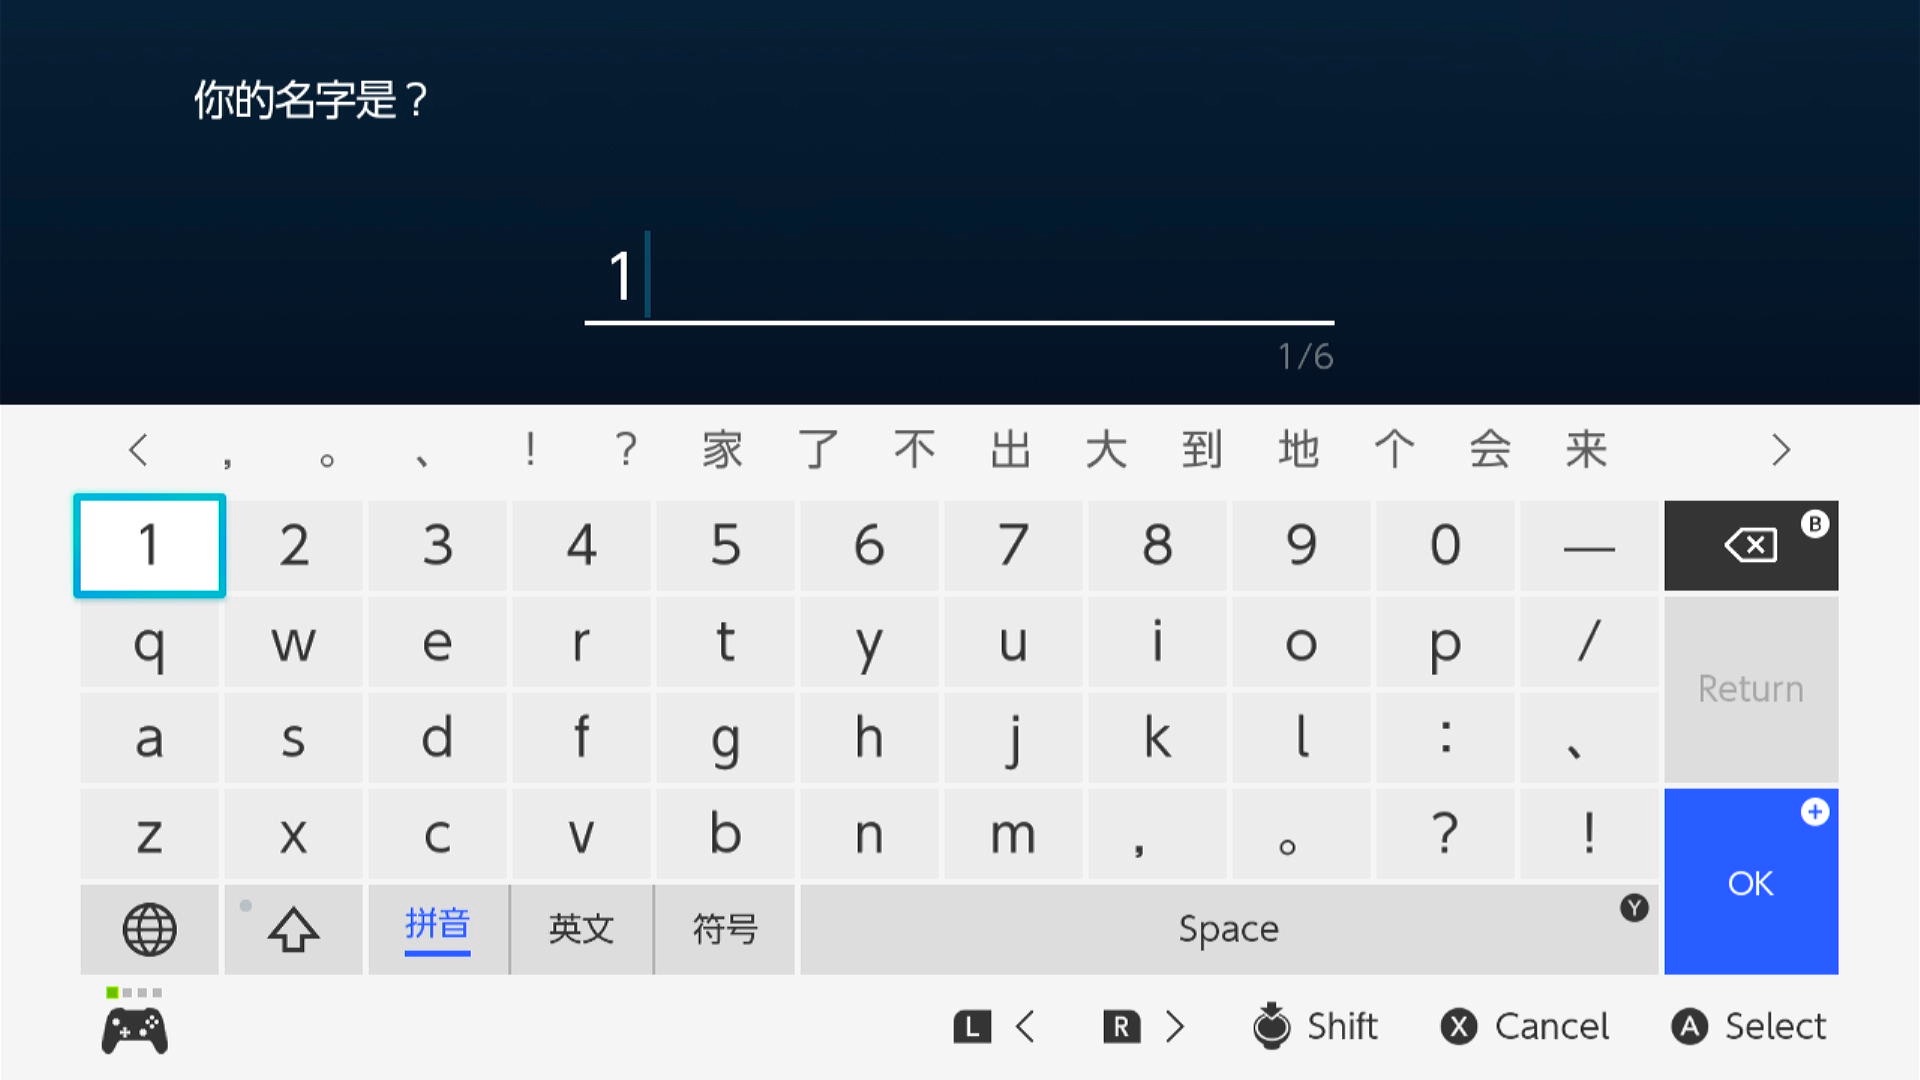 你的名字是？
1
1/6
< ， 。 、 ！ ？ 家 了 不 出 大 到 地 个 会 来 >
1 2 3 4 5 6 7 8 9 0 — B
q w e r t y u i o p /
Return
a s d f g h j k l : 、
z x c v b n m ， 。 ? !
+
OK
拼音 英文 符号 Space Y
L < R > Shift X Cancel A Select